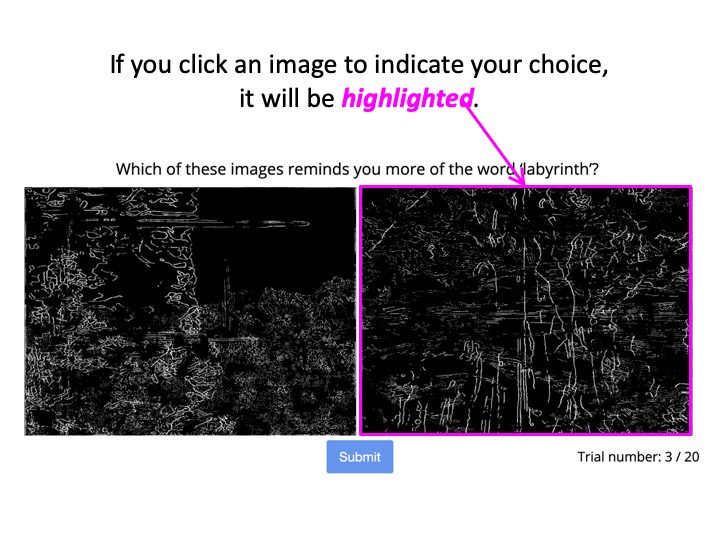 If you click an image to indicate your choice,
it will be highlighted.
Which of these images reminds you more of the word ‘labyrinth’?
Submit
Trial number: 3 / 20